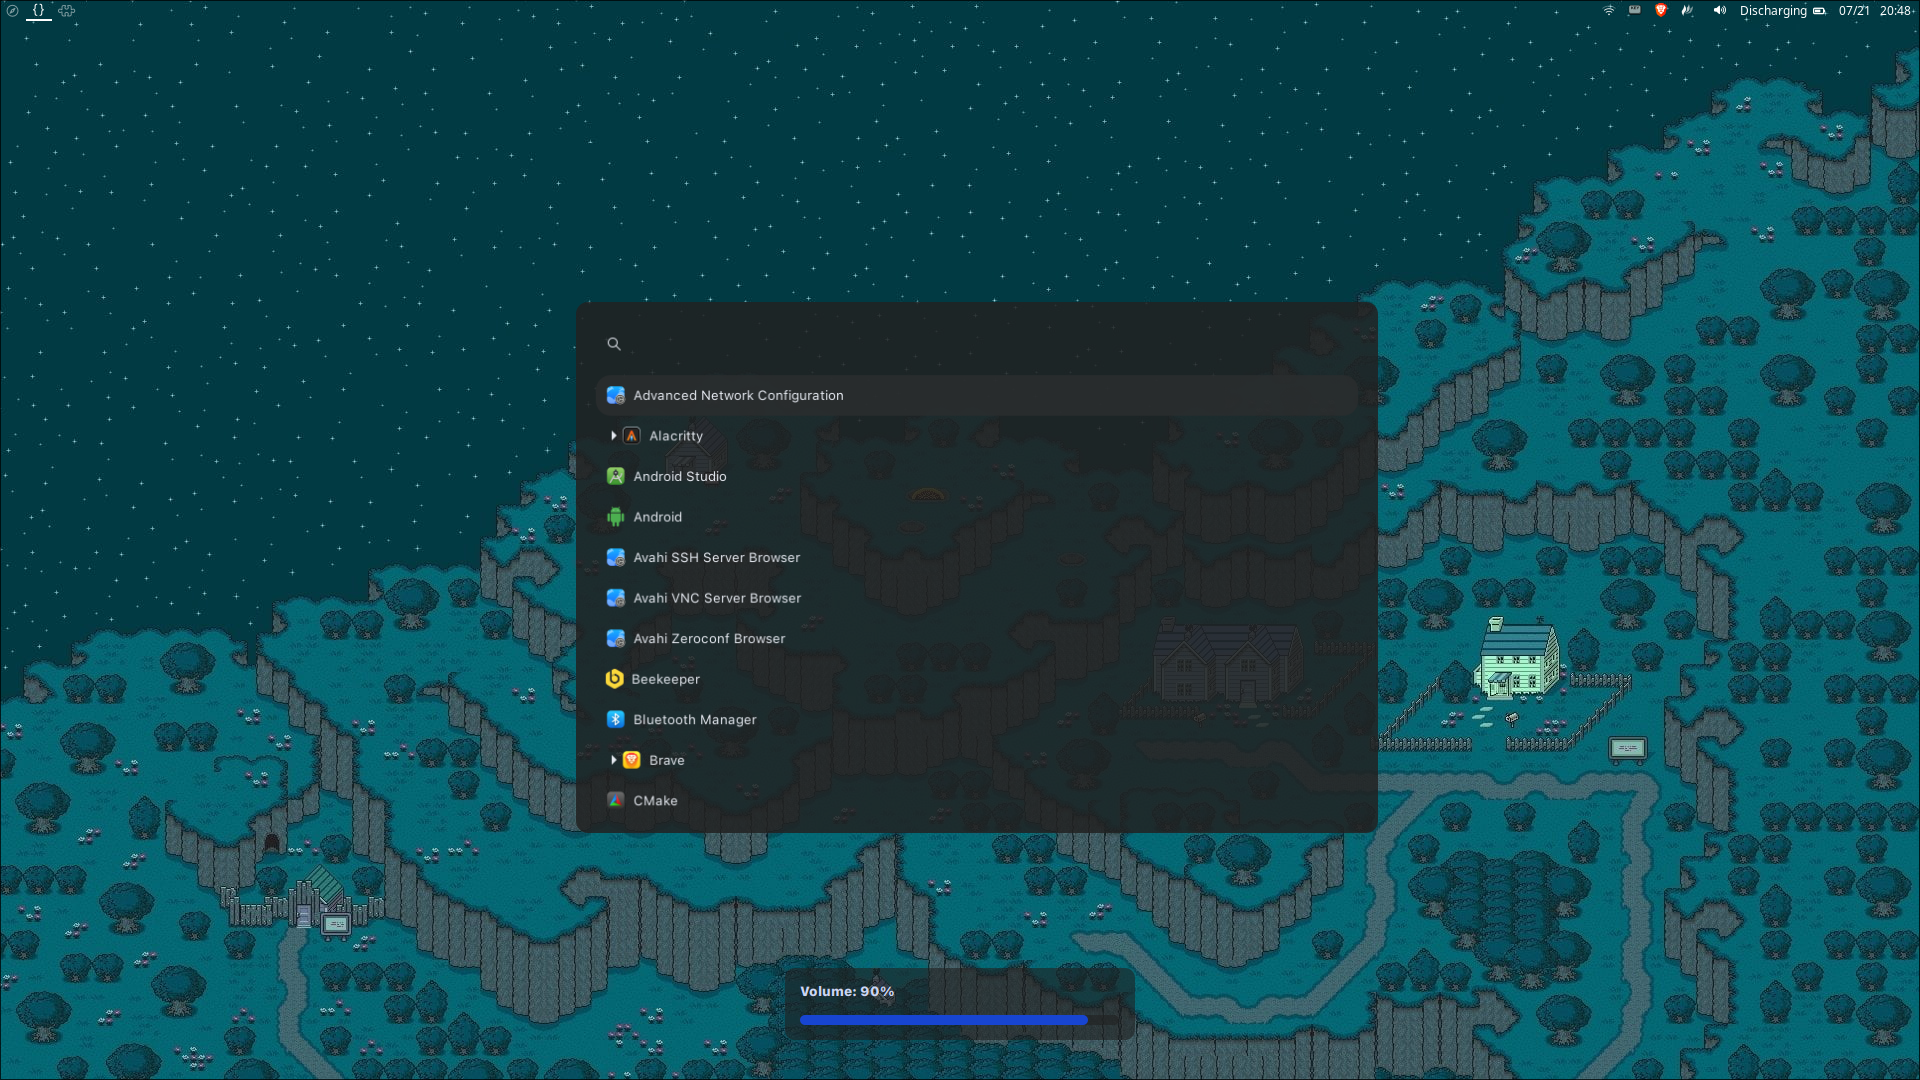 {}
Discharging 07/21 20:48
Advanced Network Configuration
Alacritty
Android Studio
Android
Avahi SSH Server Browser
Avahi VNC Server Browser
Avahi Zeroconf Browser
Beekeeper
Bluetooth Manager
Brave
CMake
Volume: 90%